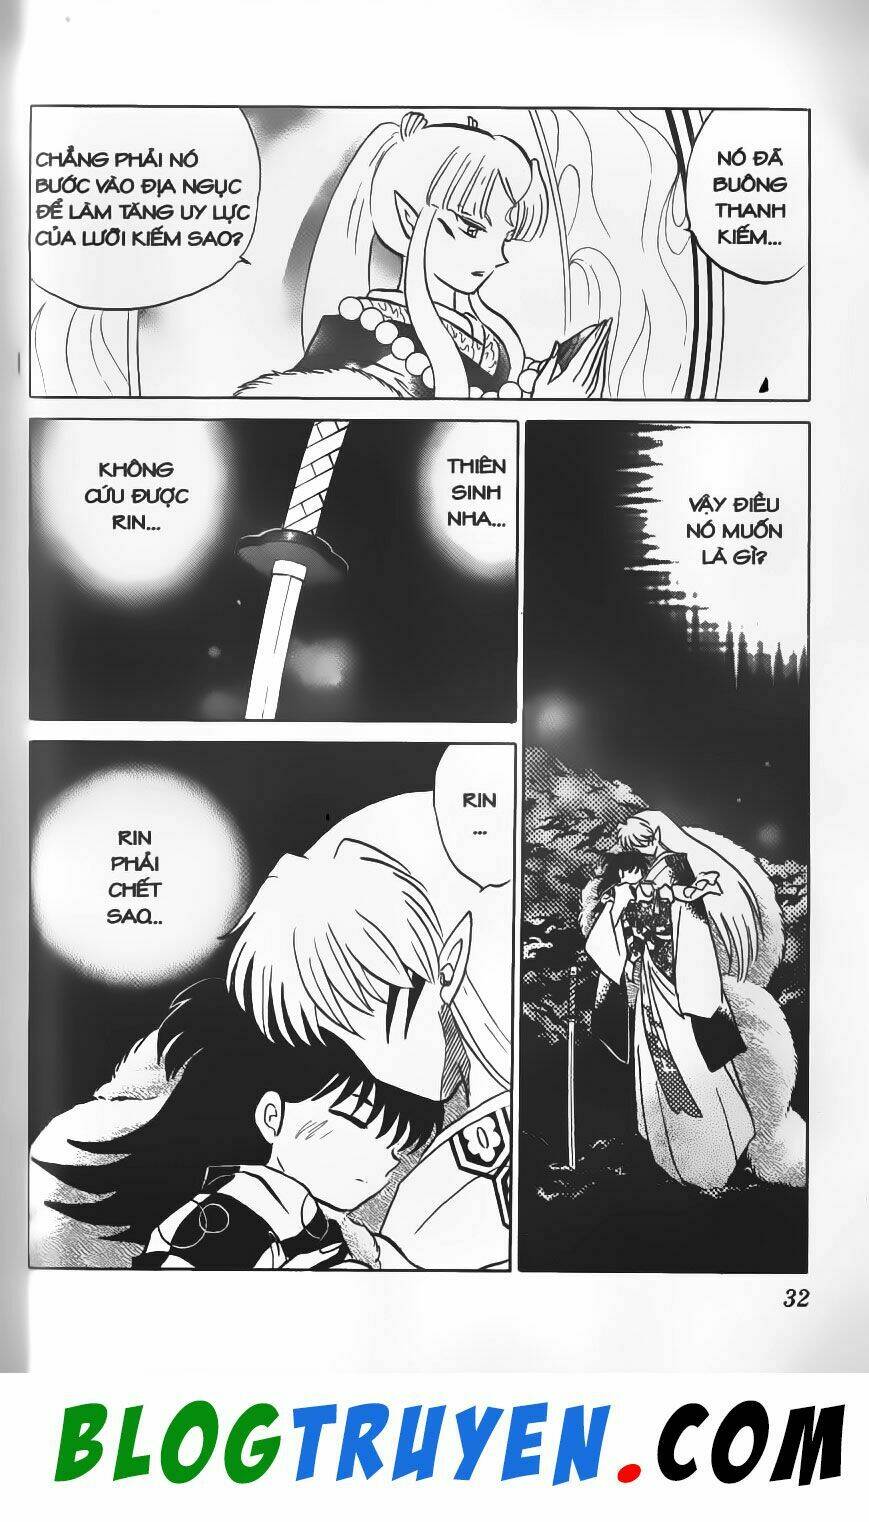 NÓ ĐÃ
BUÔNG
THANH
KIẾM...
CHẲNG PHẢI NÓ
BƯỚC VÀO ĐỊA NGỤC
ĐỂ LÀM TĂNG UY LỰC
CỦA LƯỠI KIẾM SAO?
VẬY ĐIỀU
NÓ MUỐN
LÀ GÌ?
THIÊN
SINH
NHA...
KHÔNG
CỨU ĐƯỢC
RIN...
RIN
...
RIN
PHẢI
CHẾT
SAO...
32
BLOGTRUYEN.COM